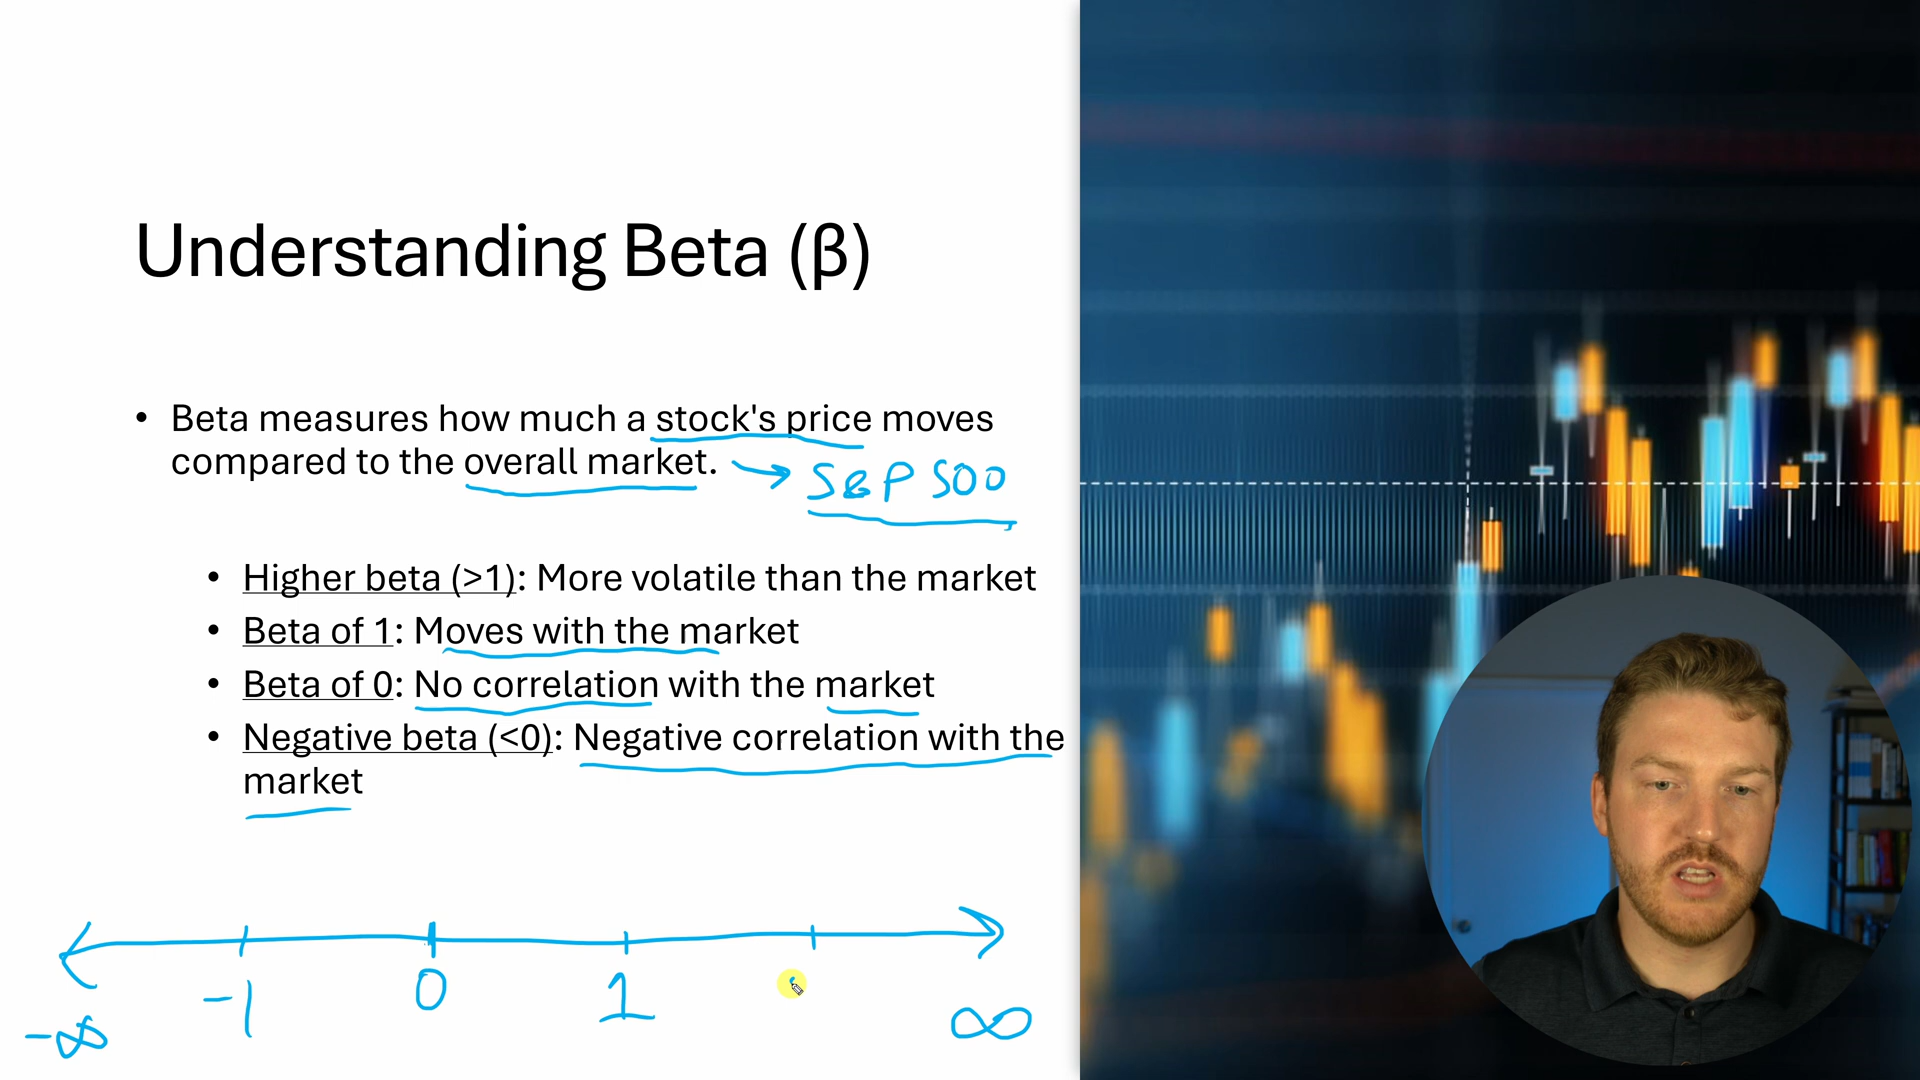 Understanding Beta (β)
• Beta measures how much a stock's price moves
compared to the overall market.
S&P 500
• Higher beta (>1): More volatile than the market
• Beta of 1: Moves with the market
• Beta of 0: No correlation with the market
• Negative beta (<0): Negative correlation with the
market
-∞ -1 0 1 ∞